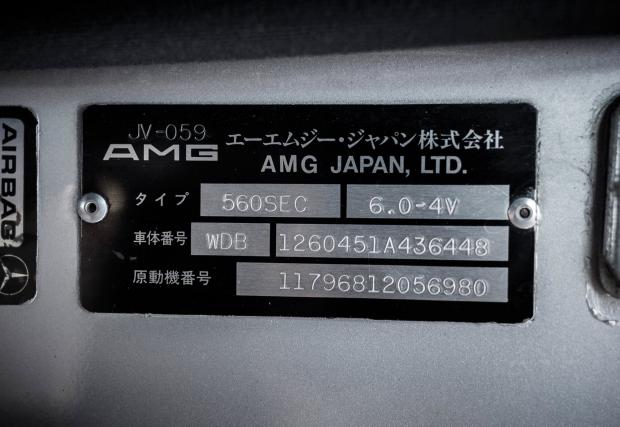 JV-059
AMG エーエムジー・ジャパン株式会社
AMG JAPAN, LTD.
タイプ 560SEC 6.0-4V
車体番号 WDB 1260451A436448
原動機番号 11796812056980
AIRBAG